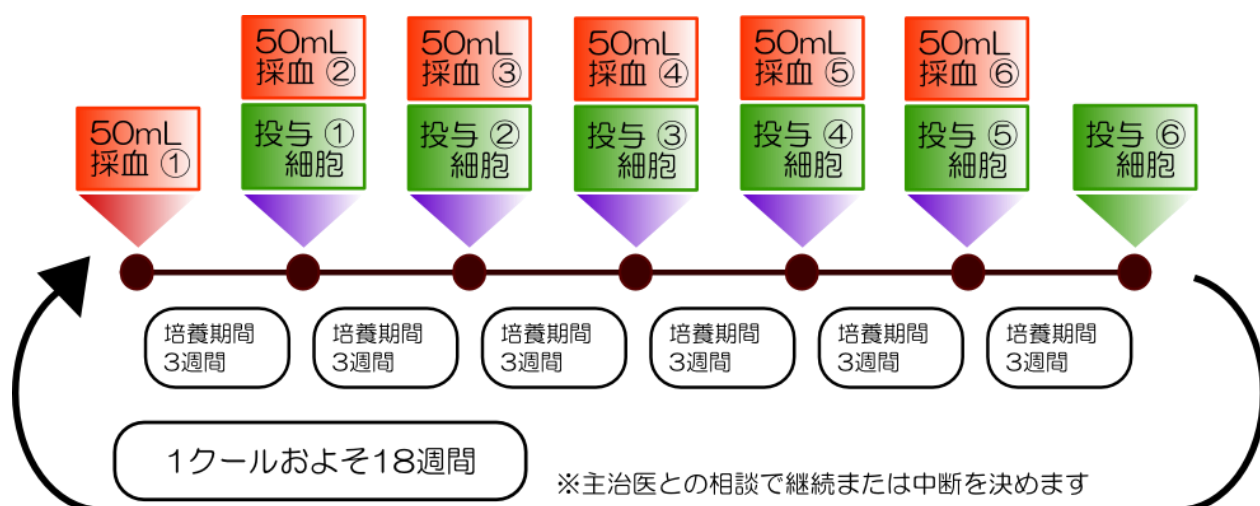 50mL
採血 ①
50mL
採血 ②
投与 ①
細胞
50mL
採血 ③
投与 ②
細胞
50mL
採血 ④
投与 ③
細胞
50mL
採血 ⑤
投与 ④
細胞
50mL
採血 ⑥
投与 ⑤
細胞
投与 ⑥
細胞
培養期間
3週間
培養期間
3週間
培養期間
3週間
培養期間
3週間
培養期間
3週間
培養期間
3週間
1クールおよそ18週間
※主治医との相談で継続または中断を決めます